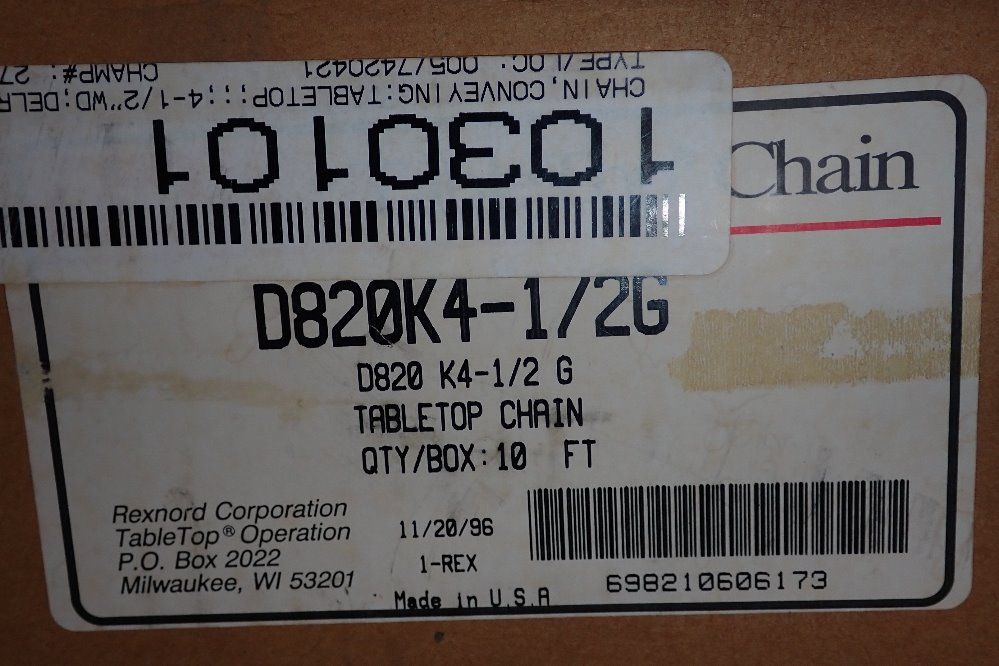 1030101
CHAIN, CONVEYING:TABLETOP;;;;4-1/2"WD;DELR
TYPE/LOC: 005/7420421 CHAMP#: 27
Chain
D820K4-1/2G
D820 K4-1/2 G
TABLETOP CHAIN
QTY/BOX:10 FT
Rexnord Corporation
TableTop® Operation
P.O. Box 2022
Milwaukee, WI 53201
11/20/96
1-REX
Made in U.S.A
698210606173